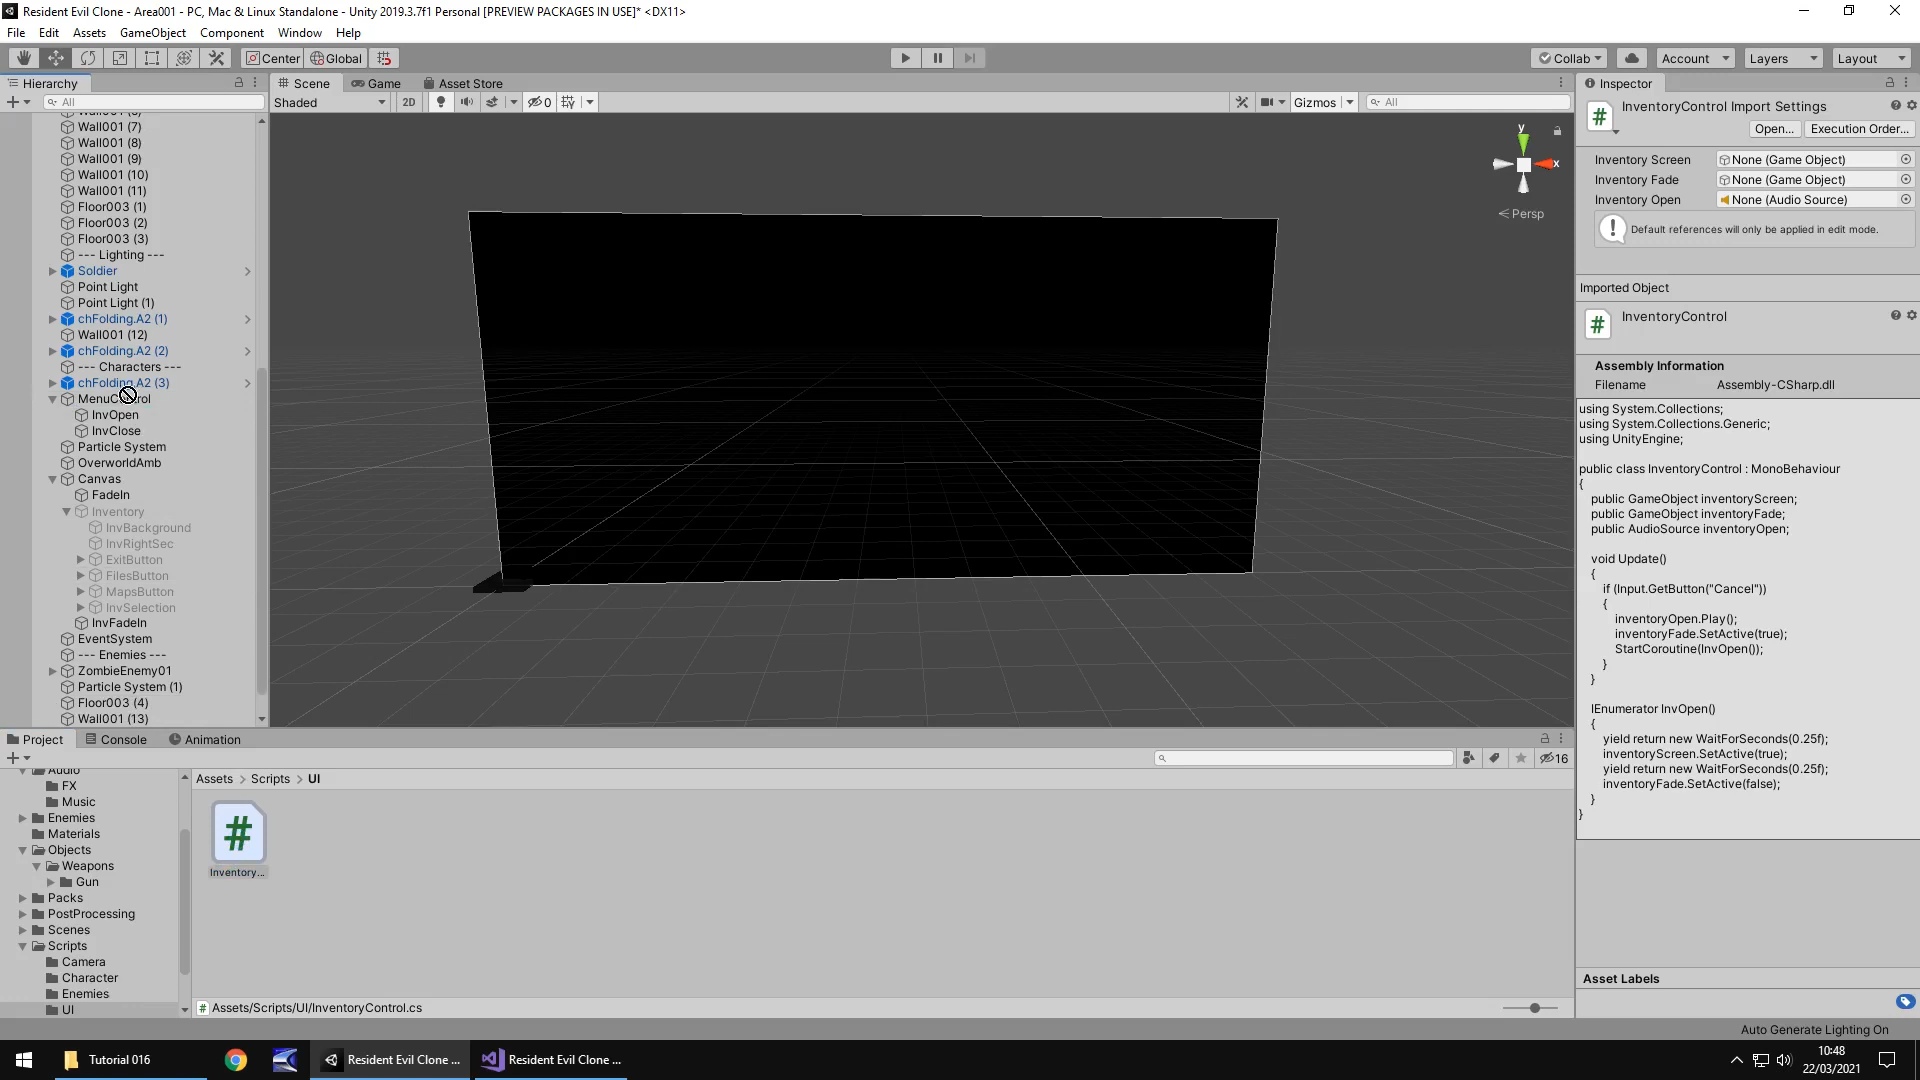 Resident Evil Clone - Area001 - PC, Mac & Linux Standalone - Unity 2019.3.7f1 Personal [PREVIEW PACKAGES IN USE]* <DX11>
File Edit Assets GameObject Component Window Help
Center Global Collab Account Layers Layout
Hierarchy
All
Wall001 (7)
Wall001 (8)
Wall001 (9)
Wall001 (10)
Wall001 (11)
Floor003 (1)
Floor003 (2)
Floor003 (3)
--- Lighting ---
Soldier
Point Light
Point Light (1)
chFolding.A2 (1)
Wall001 (12)
chFolding.A2 (2)
--- Characters ---
chFolding.A2 (3)
MenuControl
InvOpen
InvClose
Particle System
OverworldAmb
Canvas
FadeIn
Inventory
InvBackground
InvRightSec
ExitButton
FilesButton
MapsButton
InvSelection
InvFadeIn
EventSystem
--- Enemies ---
ZombieEnemy01
Particle System (1)
Floor003 (4)
Wall001 (13)
Scene Game Asset Store
Shaded 2D 0 Gizmos All
y
x
< Persp
Inspector
InventoryControl Import Settings
Open... Execution Order...
Inventory Screen None (Game Object)
Inventory Fade None (Game Object)
Inventory Open None (Audio Source)
Default references will only be applied in edit mode.
Imported Object
InventoryControl
Assembly Information
Filename Assembly-CSharp.dll
using System.Collections;
using System.Collections.Generic;
using UnityEngine;
public class InventoryControl : MonoBehaviour
{
public GameObject inventoryScreen;
public GameObject inventoryFade;
public AudioSource inventoryOpen;
void Update()
{
if (Input.GetButton("Cancel"))
{
inventoryOpen.Play();
inventoryFade.SetActive(true);
StartCoroutine(InvOpen());
}
}
IEnumerator InvOpen()
{
yield return new WaitForSeconds(0.25f);
inventoryScreen.SetActive(true);
yield return new WaitForSeconds(0.25f);
inventoryFade.SetActive(false);
}
}
Asset Labels
Project Console Animation
16
Audio
FX
Music
Enemies
Materials
Objects
Weapons
Gun
Packs
PostProcessing
Scenes
Scripts
Camera
Character
Enemies
UI
Assets > Scripts > UI
#
Inventory...
Assets/Scripts/UI/InventoryControl.cs
Auto Generate Lighting On
Tutorial 016
Resident Evil Clone ...
Resident Evil Clone ...
10:48
22/03/2021